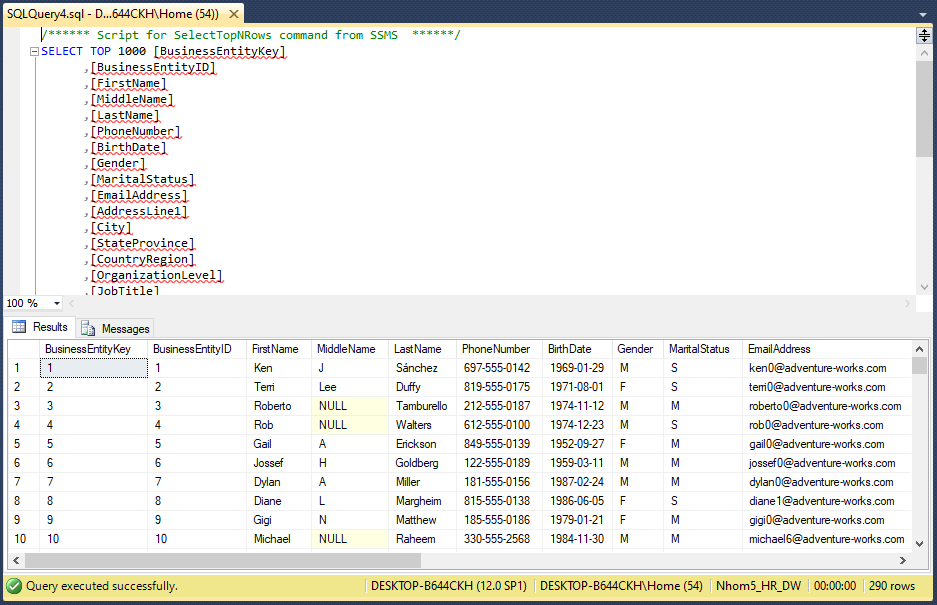 SQLQuery4.sql - D...644CKH\Home (54))
/****** Script for SelectTopNRows command from SSMS  ******/
SELECT TOP 1000 [BusinessEntityKey]
,[BusinessEntityID]
,[FirstName]
,[MiddleName]
,[LastName]
,[PhoneNumber]
,[BirthDate]
,[Gender]
,[MaritalStatus]
,[EmailAddress]
,[AddressLine1]
,[City]
,[StateProvince]
,[CountryRegion]
,[OrganizationLevel]
,[JobTitle]
100 %
Results Messages
BusinessEntityKey BusinessEntityID FirstName MiddleName LastName PhoneNumber BirthDate Gender MaritalStatus EmailAddress
1 1 1 Ken J Sánchez 697-555-0142 1969-01-29 M S ken0@adventure-works.com
2 2 2 Terri Lee Duffy 819-555-0175 1971-08-01 F S terri0@adventure-works.com
3 3 3 Roberto NULL Tamburello 212-555-0187 1974-11-12 M M roberto0@adventure-works.com
4 4 4 Rob NULL Walters 612-555-0100 1974-12-23 M S rob0@adventure-works.com
5 5 5 Gail A Erickson 849-555-0139 1952-09-27 F M gail0@adventure-works.com
6 6 6 Jossef H Goldberg 122-555-0189 1959-03-11 M M jossef0@adventure-works.com
7 7 7 Dylan A Miller 181-555-0156 1987-02-24 M M dylan0@adventure-works.com
8 8 8 Diane L Margheim 815-555-0138 1986-06-05 F S diane1@adventure-works.com
9 9 9 Gigi N Matthew 185-555-0186 1979-01-21 F M gigi0@adventure-works.com
10 10 10 Michael NULL Raheem 330-555-2568 1984-11-30 M M michael6@adventure-works.com
Query executed successfully. DESKTOP-B644CKH (12.0 SP1) DESKTOP-B644CKH\Home (54) Nhom5_HR_DW 00:00:00 290 rows